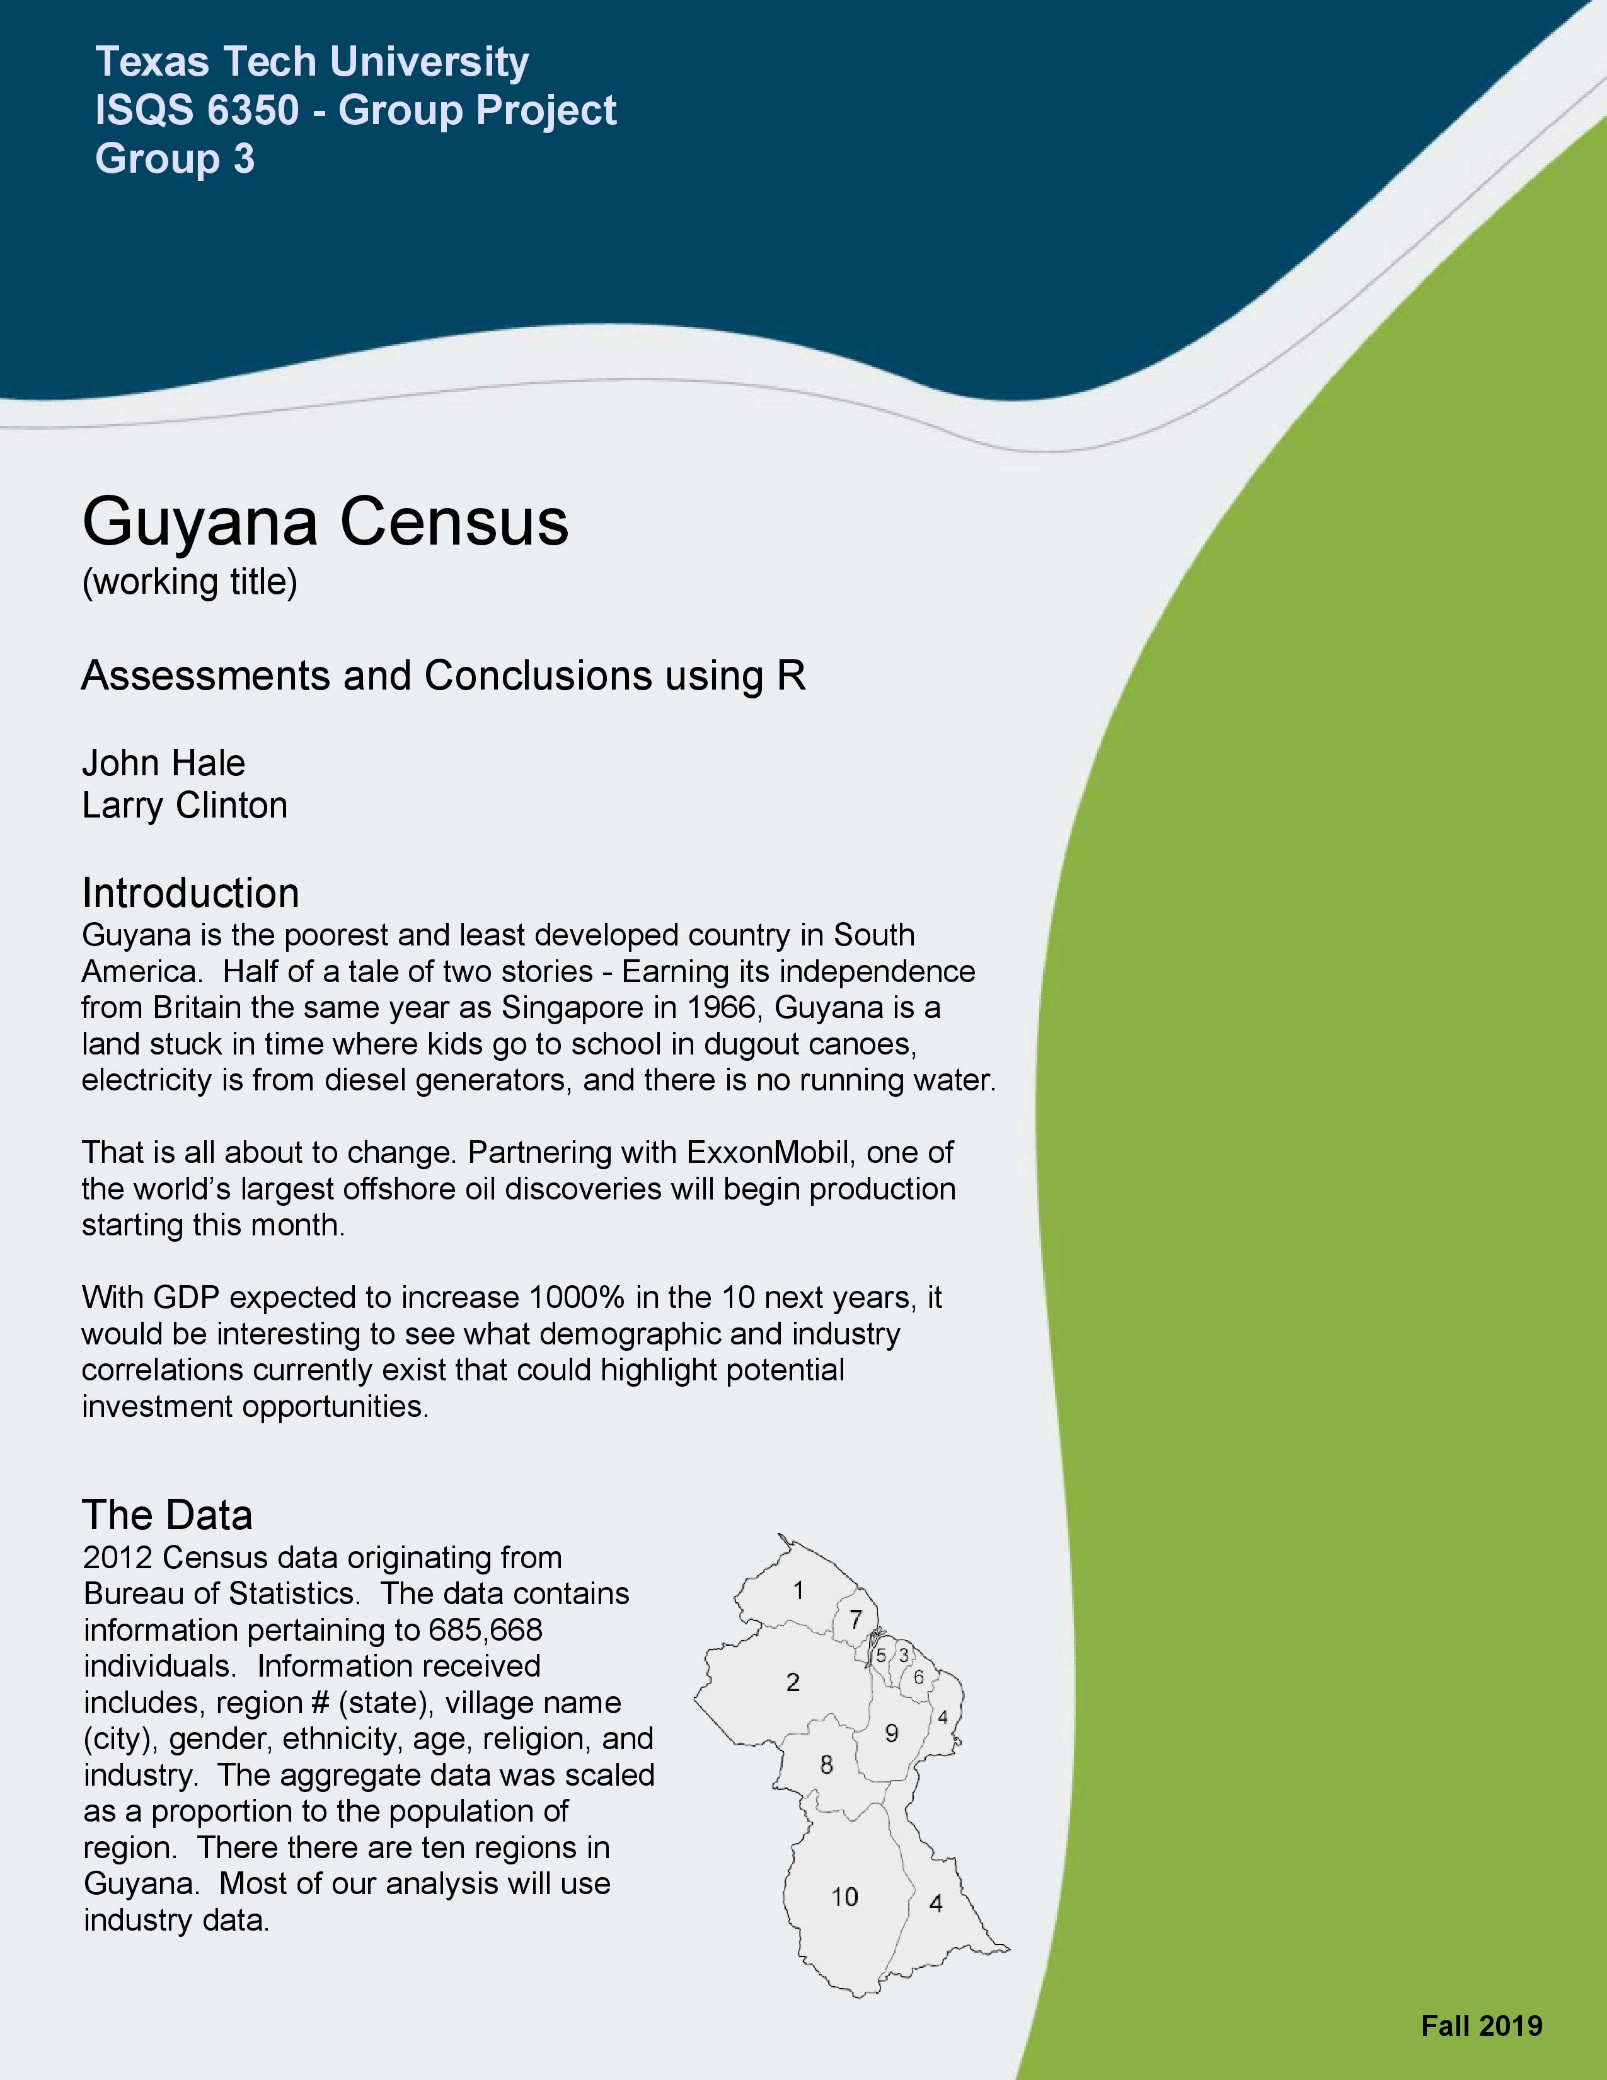 Texas Tech University
ISQS 6350 - Group Project
Group 3
Guyana Census
(working title)
Assessments and Conclusions using R
John Hale
Larry Clinton
Introduction
Guyana is the poorest and least developed country in South
America.  Half of a tale of two stories - Earning its independence
from Britain the same year as Singapore in 1966, Guyana is a
land stuck in time where kids go to school in dugout canoes,
electricity is from diesel generators, and there is no running water.
That is all about to change. Partnering with ExxonMobil, one of
the world’s largest offshore oil discoveries will begin production
starting this month.
With GDP expected to increase 1000% in the 10 next years, it
would be interesting to see what demographic and industry
correlations currently exist that could highlight potential
investment opportunities.
The Data
2012 Census data originating from
Bureau of Statistics.  The data contains
information pertaining to 685,668
individuals.  Information received
includes, region # (state), village name
(city), gender, ethnicity, age, religion, and
industry.  The aggregate data was scaled
as a proportion to the population of
region.  There there are ten regions in
Guyana.  Most of our analysis will use
industry data.
1
7
5
3
6
2
4
9
8
10
4
Fall 2019